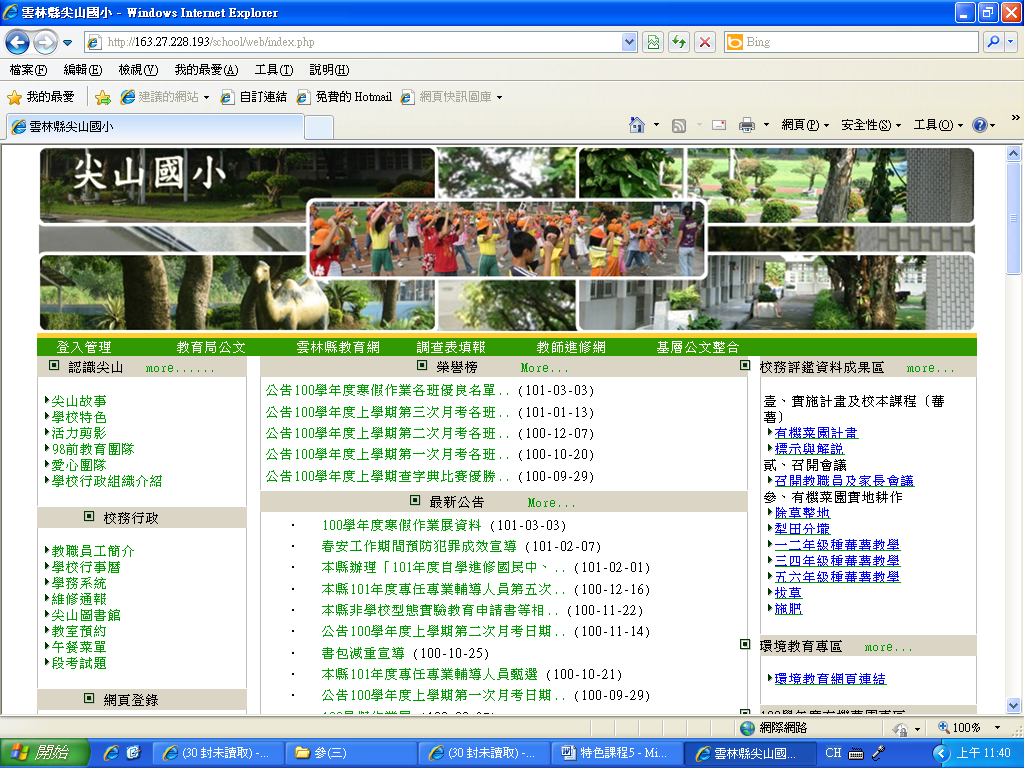 雲林縣尖山國小 - Windows Internet Explorer
http://163.27.228.193/school/web/index.php
Bing
檔案(F) 編輯(E) 檢視(V) 我的最愛(A) 工具(T) 說明(H)
我的最愛 建議的網站 自訂連結 免費的 Hotmail 網頁快訊圖庫
雲林縣尖山國小
網頁(P) 安全性(S) 工具(O)
尖山國小
登入管理 教育局公文 雲林縣教育網 調查表填報 教師進修網 基層公文整合
認識尖山 more......
尖山故事
學校特色
活力剪影
98前教育團隊
愛心團隊
學校行政組織介紹
校務行政
教職員工簡介
學校行事曆
學務系統
維修通報
尖山圖書館
教室預約
午餐菜單
段考試題
網頁登錄
榮譽榜 More...
公告100學年度寒假作業各班優良名單.. (101-03-03)
公告100學年度上學期第三次月考各班.. (101-01-13)
公告100學年度上學期第二次月考各班.. (100-12-07)
公告100學年度上學期第一次月考各班.. (100-10-20)
公告100學年度上學期查字典比賽優勝.. (100-09-29)
最新公告 More...
100學年度寒假作業展資料 (101-03-03)
春安工作期間預防犯罪成效宣導 (101-02-07)
本縣辦理「101年度自學進修國民中、.. (101-02-01)
本縣101年度專任專業輔導人員第五次.. (100-12-16)
本縣非學校型態實驗教育申請書等相.. (100-11-22)
公告100學年度上學期第二次月考日期.. (100-11-14)
書包減重宣導 (100-10-25)
本縣101年度專任專業輔導人員甄選 (100-10-21)
公告100學年度上學期第一次月考日期.. (100-09-29)
校務評鑑資料成果區 more...
壹、實施計畫及校本課程（蕃
薯）
有機菜園計畫
標示與解說
貳、召開會議
召開教職員及家長會議
參、有機菜園實地耕作
除草整地
犁田分壠
一二年級種蕃薯教學
三四年級種蕃薯教學
五六年級種蕃薯教學
拔草
施肥
環境教育專區 more...
環境教育網頁連結
網際網路 100%
開始 (30 封未讀取) -... 參(三) (30 封未讀取) -... 特色課程5 - Mi... 雲林縣尖山國... CH 上午 11:40